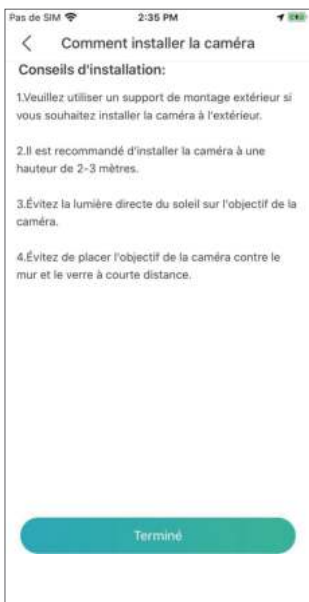 Pas de SIM 2:35 PM
Comment installer la caméra
Conseils d'installation:
1.Veuillez utiliser un support de montage extérieur si
vous souhaitez installer la caméra à l'extérieur.
2.Il est recommandé d'installer la caméra à une
hauteur de 2-3 mètres.
3.Évitez la lumière directe du soleil sur l'objectif de la
caméra.
4.Évitez de placer l'objectif de la caméra contre le
mur et le verre à courte distance.
Terminé